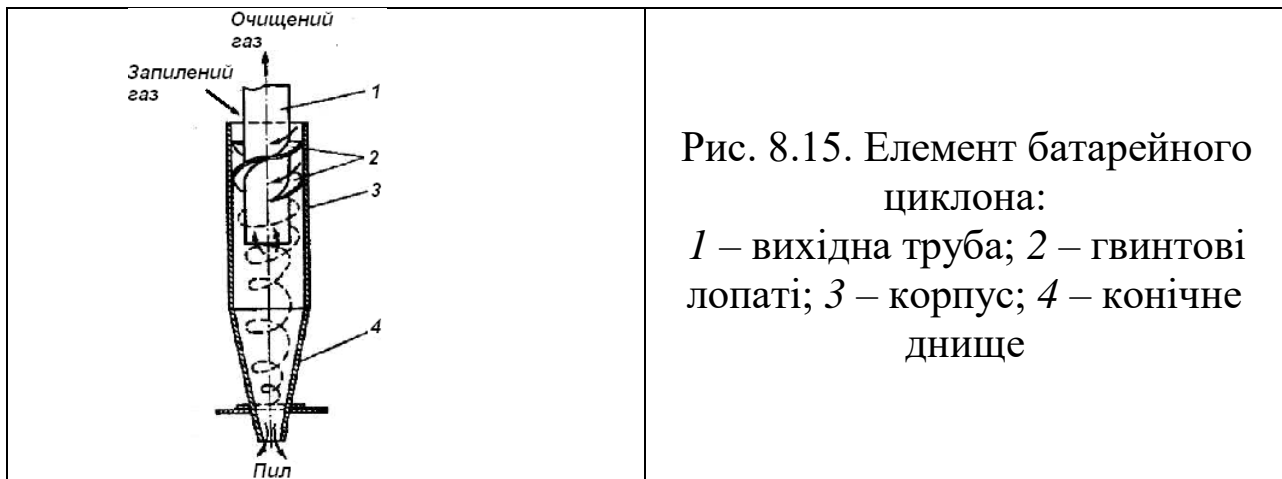 Очищений
газ
Запилений
газ
1
2
3
4
Пил
Рис. 8.15. Елемент батарейного
циклона:
1 – вихідна труба; 2 – гвинтові
лопаті; 3 – корпус; 4 – конічне
днище